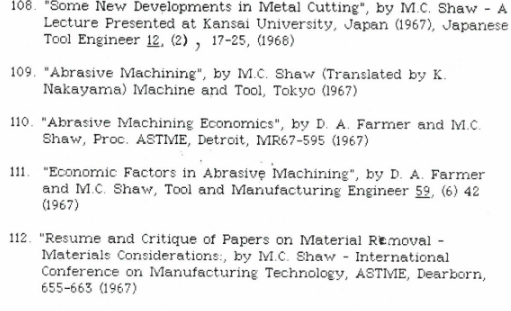 108. "Some New Developments in Metal Cutting", by M.C. Shaw - A
Lecture Presented at Kansai University, Japan (1967), Japanese
Tool Engineer 12, (2) , 17-25, (1968)
109. "Abrasive Machining", by M.C. Shaw (Translated by K.
Nakayama) Machine and Tool, Tokyo (1967)
110. "Abrasive Machining Economics", by D. A. Farmer and M.C.
Shaw, Proc. ASTME, Detroit, MR67-595 (1967)
111. "Economic Factors in Abrasive Machining", by D. A. Farmer
and M.C. Shaw, Tool and Manufacturing Engineer 59, (6) 42
(1967)
112. "Resume and Critique of Papers on Material Removal -
Materials Considerations:, by M.C. Shaw - International
Conference on Manufacturing Technology, ASTME, Dearborn,
655-663 (1967)